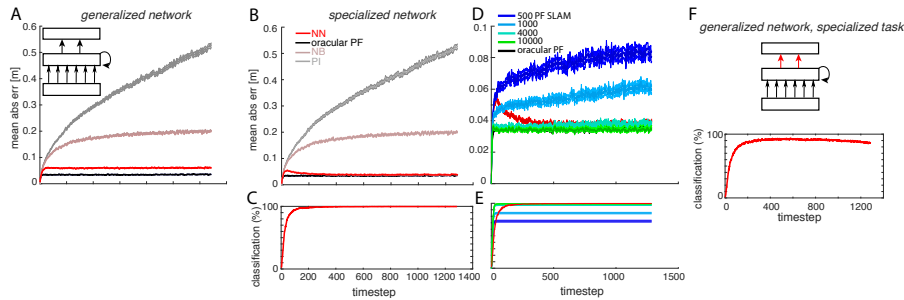 A
generalized network
mean abs err [m]
0.6
0.5
0.4
0.3
0.2
0.1
0
B
specialized network
mean abs err [m]
0.6
0.5
0.4
0.3
0.2
0.1
0
NN
oracular PF
NB
PI
C
classification (%)
100
0
0 200 400 600 800 1000 1200 1400
timestep
D
500 PF SLAM
1000
4000
10000
oracular PF
0.1
0.08
0.06
0.04
0.02
0
E
0 500 1000 1500
timestep
F
generalized network, specialized task
classification (%)
100
0
0 400 800 1200
timestep